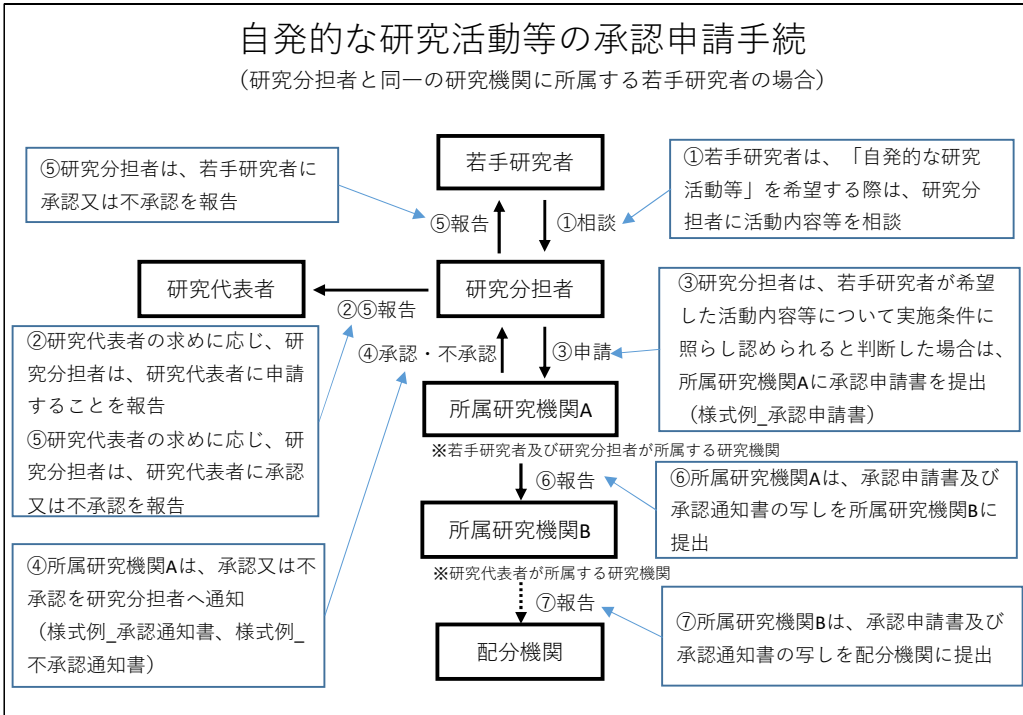 自発的な研究活動等の承認申請手続
（研究分担者と同一の研究機関に所属する若手研究者の場合）
⑤研究分担者は、若手研究者に
承認又は不承認を報告
若手研究者
①若手研究者は、「自発的な研究
活動等」を希望する際は、研究分
担者に活動内容等を相談
⑤報告
①相談
研究代表者
研究分担者
②⑤報告
③研究分担者は、若手研究者が希望
した活動内容等について実施条件に
照らし認められると判断した場合は、
所属研究機関Aに承認申請書を提出
（様式例_承認申請書）
②研究代表者の求めに応じ、研
究分担者は、研究代表者に申請
することを報告
⑤研究代表者の求めに応じ、研
究分担者は、研究代表者に承認
又は不承認を報告
④承認・不承認
③申請
所属研究機関A
※若手研究者及び研究分担者が所属する研究機関
⑥報告
⑥所属研究機関Aは、承認申請書及び
承認通知書の写しを所属研究機関Bに
提出
所属研究機関B
※研究代表者が所属する研究機関
④所属研究機関Aは、承認又は不
承認を研究分担者へ通知
（様式例_承認通知書、様式例_
不承認通知書）
⑦報告
⑦所属研究機関Bは、承認申請書及び
承認通知書の写しを配分機関に提出
配分機関